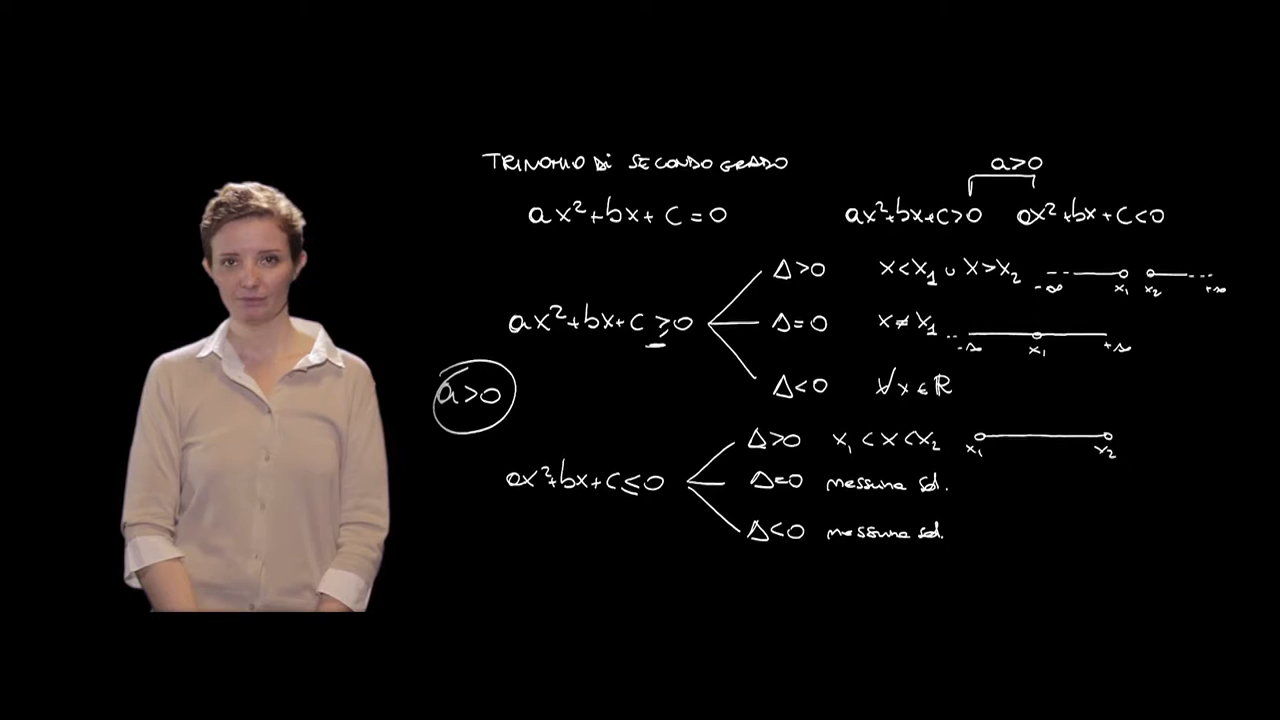 TRINOMIO DI SECONDO GRADO
a>0
ax²+bx+c=0
ax²+bx+c>0 ax²+bx+c<0
Δ>0 x<x₁ ∪ x>x₂
-∞ x₁ x₂ +∞
ax²+bx+c≥0 Δ=0 x≠x₁
-∞ x₁ +∞
Δ<0 ∀x∈ℝ
a>0
Δ>0 x₁<x<x₂
x₁ x₂
ax²+bx+c≤0 Δ=0 nessuna sol.
Δ<0 nessuna sol.